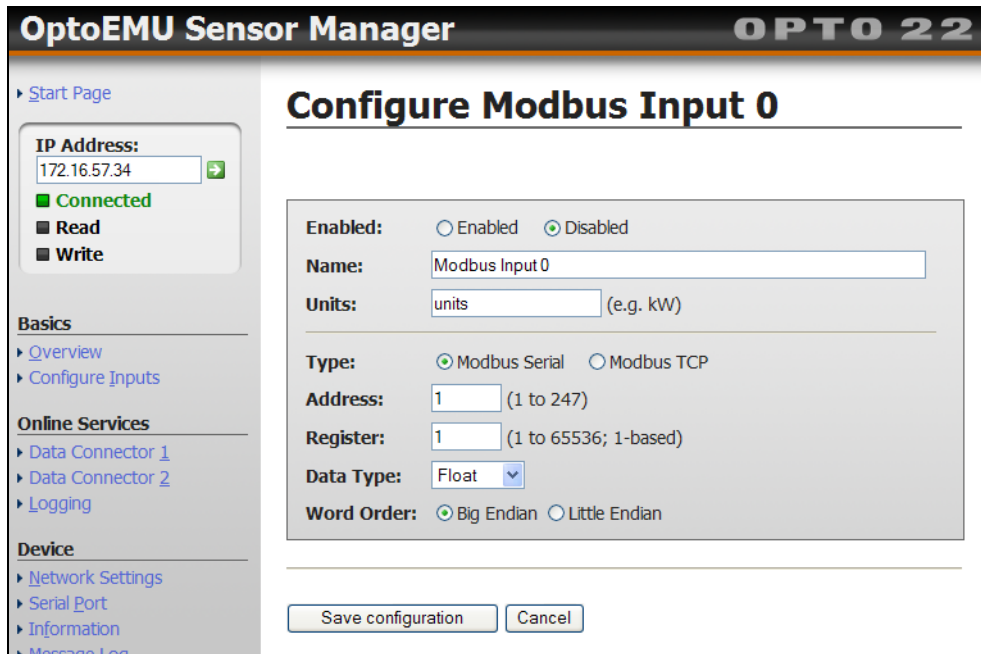 OptoEMU Sensor Manager
OPTO 22
Start Page
IP Address:
172.16.57.34
Connected
Read
Write
Basics
Overview
Configure Inputs
Online Services
Data Connector 1
Data Connector 2
Logging
Device
Network Settings
Serial Port
Information
Message Log
Configure Modbus Input 0
Enabled: Enabled Disabled
Name: Modbus Input 0
Units: units (e.g. kW)
Type: Modbus Serial Modbus TCP
Address: 1 (1 to 247)
Register: 1 (1 to 65536; 1-based)
Data Type: Float
Word Order: Big Endian Little Endian
Save configuration Cancel